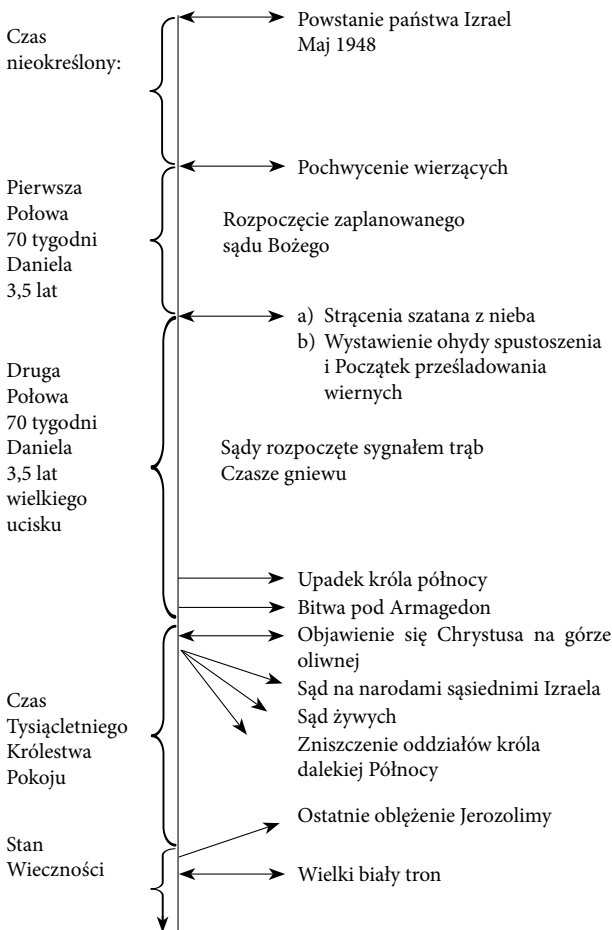 Czas
nieokreślony:
Powstanie państwa Izrael
Maj 1948
Pochwycenie wierzących
Pierwsza
Połowa
70 tygodni
Daniela
3,5 lat
Rozpoczęcie zaplanowanego
sądu Bożego
a) Strącenia szatana z nieba
b) Wystawienie ohydy spustoszenia
i Początek prześladowania
wiernych
Druga
Połowa
70 tygodni
Daniela
3,5 lat
wielkiego
ucisku
Sądy rozpoczęte sygnałem trąb
Czasze gniewu
Upadek króla północy
Bitwa pod Armagedon
Objawienie się Chrystusa na górze
oliwnej
Sąd na narodami sąsiednimi Izraela
Sąd żywych
Zniszczenie oddziałów króla
dalekiej Północy
Czas
Tysiącletniego
Królestwa
Pokoju
Ostatnie oblężenie Jerozolimy
Stan
Wieczności
Wielki biały tron